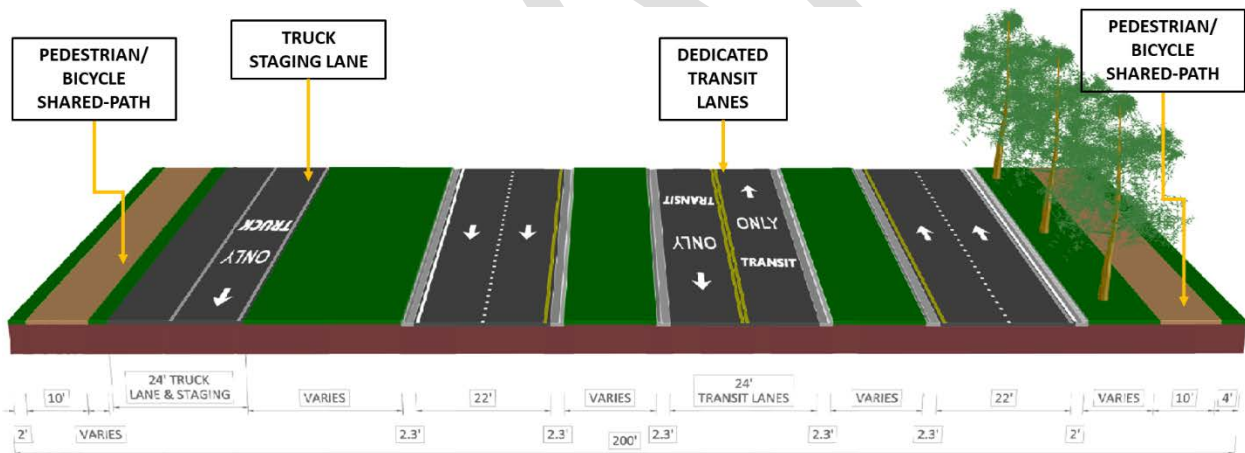 PEDESTRIAN/
BICYCLE
SHARED-PATH
TRUCK
STAGING LANE
DEDICATED
TRANSIT
LANES
PEDESTRIAN/
BICYCLE
SHARED-PATH
TRUCK
ONLY
TRANSIT
ONLY
ONLY
TRANSIT
10'
24' TRUCK
LANE & STAGING
VARIES
22'
VARIES
24'
TRANSIT LANES
VARIES
22'
VARIES
10'
4'
2'
VARIES
2.3'
2.3'
2.3'
2.3'
2.3'
2'
200'